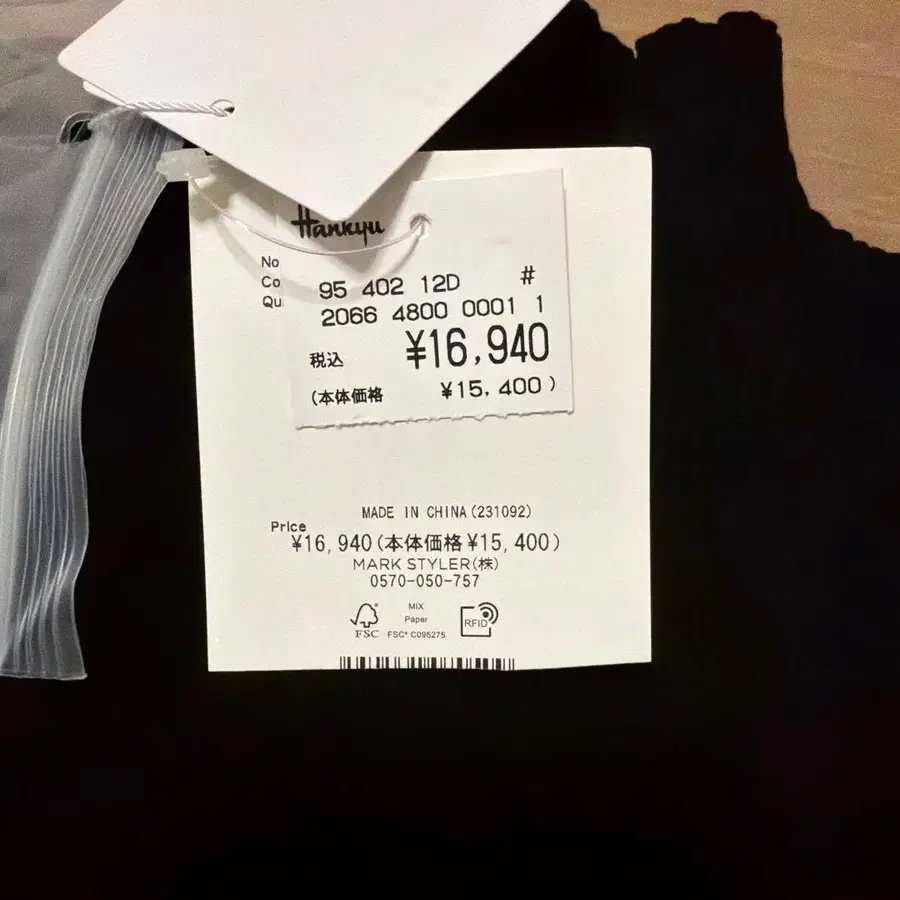 Hankyu
No
Co
Qu
95 402 12D #
2066 4800 0001 1
税込 ¥16,940
(本体価格 ¥15,400)
MADE IN CHINA(231092)
Price
¥16,940(本体価格¥15,400)
MARK STYLER(株)
0570-050-757
MIX
Paper
FSC FSC® C095275
RFID